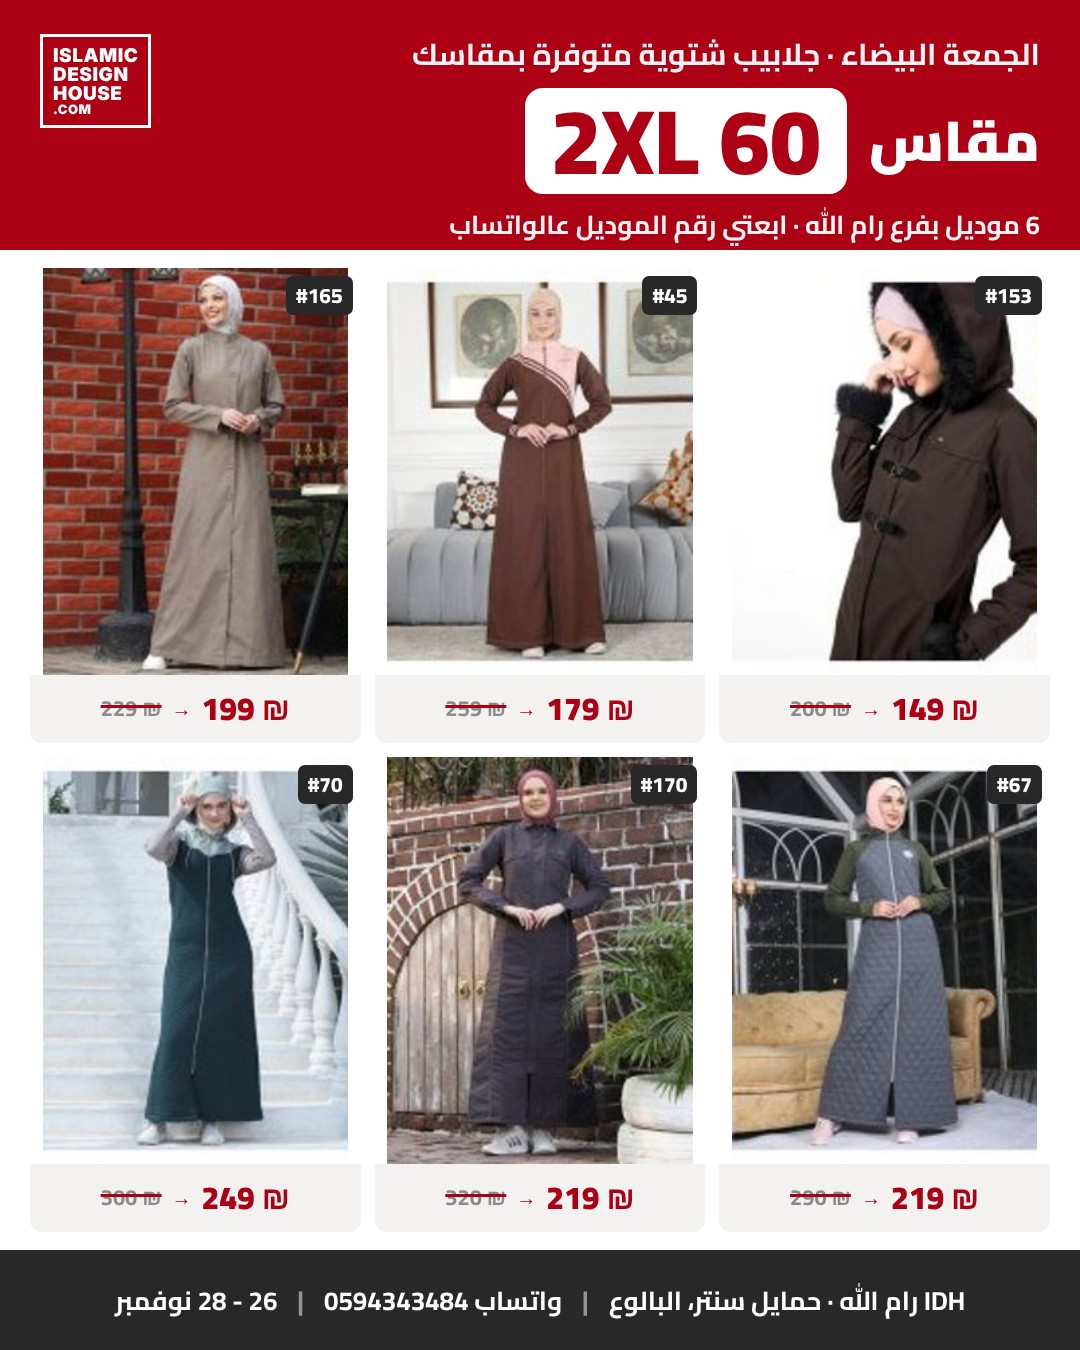 ISLAMIC
DESIGN
HOUSE
.COM
الجمعة البيضاء · جلابيب شتوية متوفرة بمقاسك
مقاس 2XL 60
6 موديل بفرع رام الله · ابعتي رقم الموديل عالواتساب
#153
#45
#165
200 ₪ → 149 ₪
259 ₪ → 179 ₪
229 ₪ → 199 ₪
#67
#170
#70
290 ₪ → 219 ₪
320 ₪ → 219 ₪
300 ₪ → 249 ₪
IDH رام الله · حمايل سنتر، البالوع | واتساب 0594343484 | 26 - 28 نوفمبر